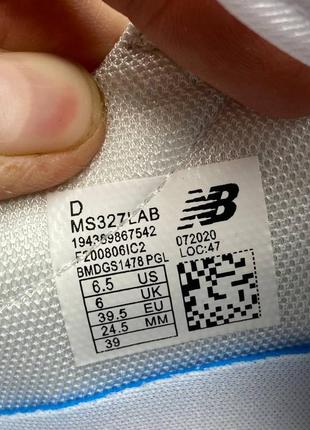 D
MS327LAB
194389867542
F200806IC2
BMDGS1478 PGL
6.5 US
6 UK
39.5 EU
24.5 MM
39
NB
072020
LOC:47